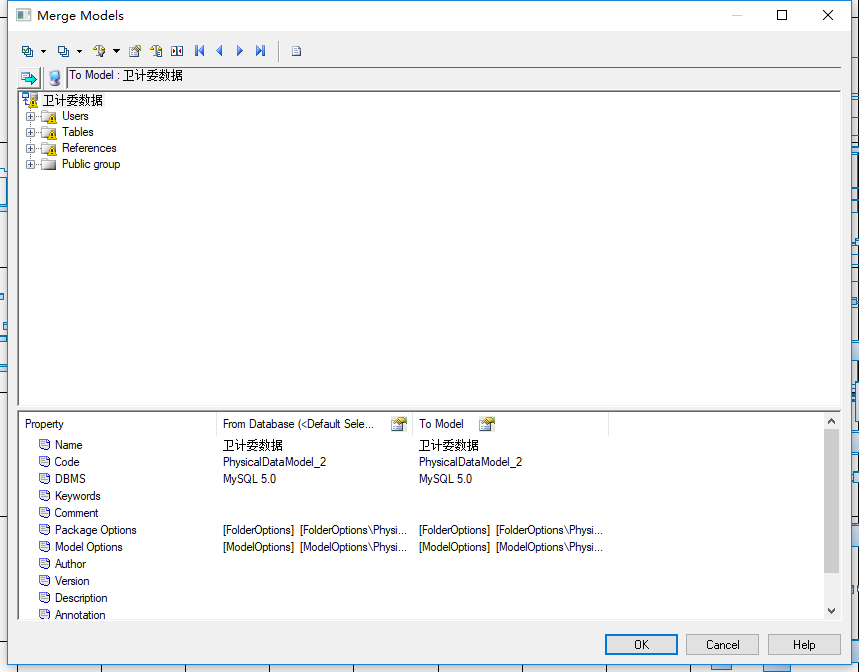 Merge Models
To Model : 卫计委数据
卫计委数据
Users
Tables
References
Public group
Property From Database (<Default Sele... To Model
Name 卫计委数据 卫计委数据
Code PhysicalDataModel_2 PhysicalDataModel_2
DBMS MySQL 5.0 MySQL 5.0
Keywords
Comment
Package Options [FolderOptions] [FolderOptions\Physi... [FolderOptions] [FolderOptions\Physi...
Model Options [ModelOptions] [ModelOptions\Physi... [ModelOptions] [ModelOptions\Physi...
Author
Version
Description
Annotation
OK Cancel Help